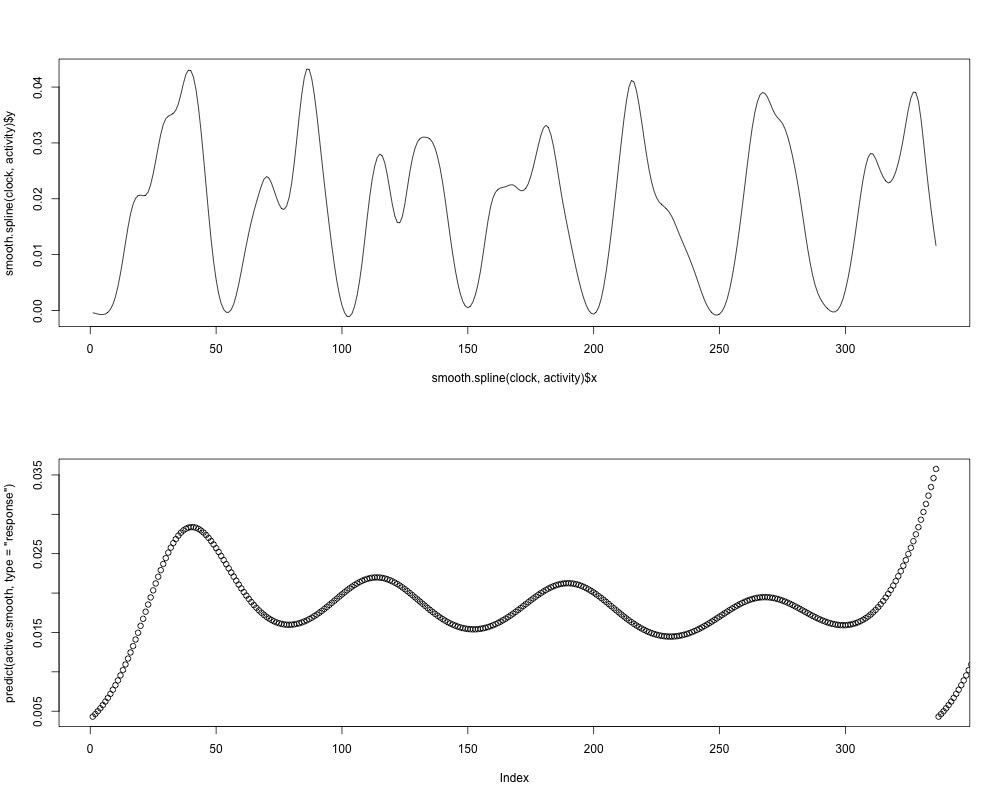 smooth.spline(clock, activity)$y
0.04
0.03
0.02
0.01
0.00
0 50 100 150 200 250 300
smooth.spline(clock, activity)$x
predict(active.smooth, type = "response")
0.035
0.025
0.015
0.005
0 50 100 150 200 250 300
Index